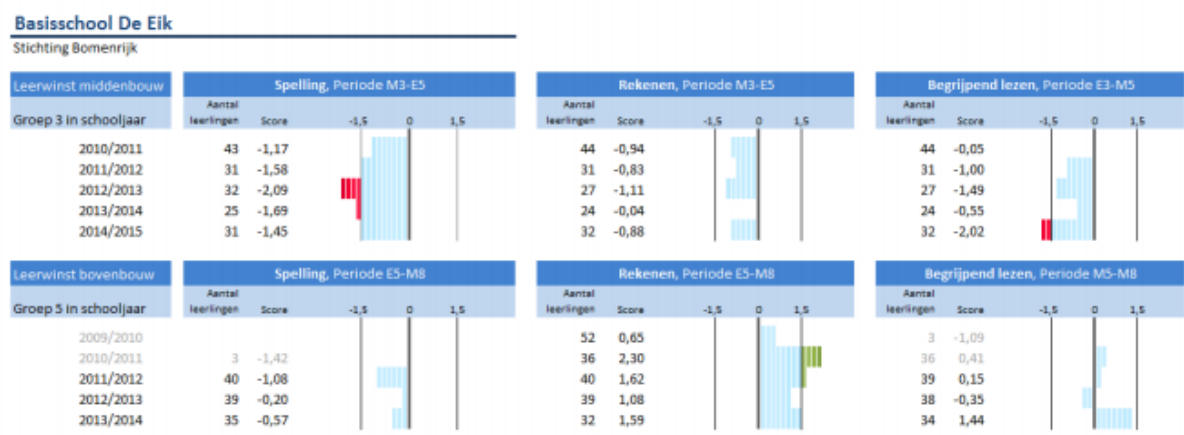 Basisschool De Eik
Stichting Bomenrijk
Leerwinst middenbouw Spelling, Periode M3-E5 Rekenen, Periode M3-E5 Begrijpend lezen, Periode E3-M5
Aantal Aantal Aantal
Groep 3 in schooljaar leerlingen Score -1,5 0 1,5 leerlingen Score -1,5 0 1,5 leerlingen Score -1,5 0 1,5
2010/2011 43 -1,17 44 -0,94 44 -0,05
2011/2012 31 -1,58 31 -0,83 31 -1,00
2012/2013 32 -2,09 27 -1,11 27 -1,49
2013/2014 25 -1,69 24 -0,04 24 -0,55
2014/2015 31 -1,45 32 -0,88 32 -2,02
Leerwinst bovenbouw Spelling, Periode E5-M8 Rekenen, Periode E5-M8 Begrijpend lezen, Periode M5-M8
Aantal Aantal Aantal
Groep 5 in schooljaar leerlingen Score -1,5 0 1,5 leerlingen Score -1,5 0 1,5 leerlingen Score -1,5 0 1,5
2009/2010 52 0,65 3 -1,09
2010/2011 3 -1,42 36 2,30 36 0,41
2011/2012 40 -1,08 40 1,62 39 0,15
2012/2013 39 -0,20 39 1,08 38 -0,35
2013/2014 35 -0,57 32 1,59 34 1,44